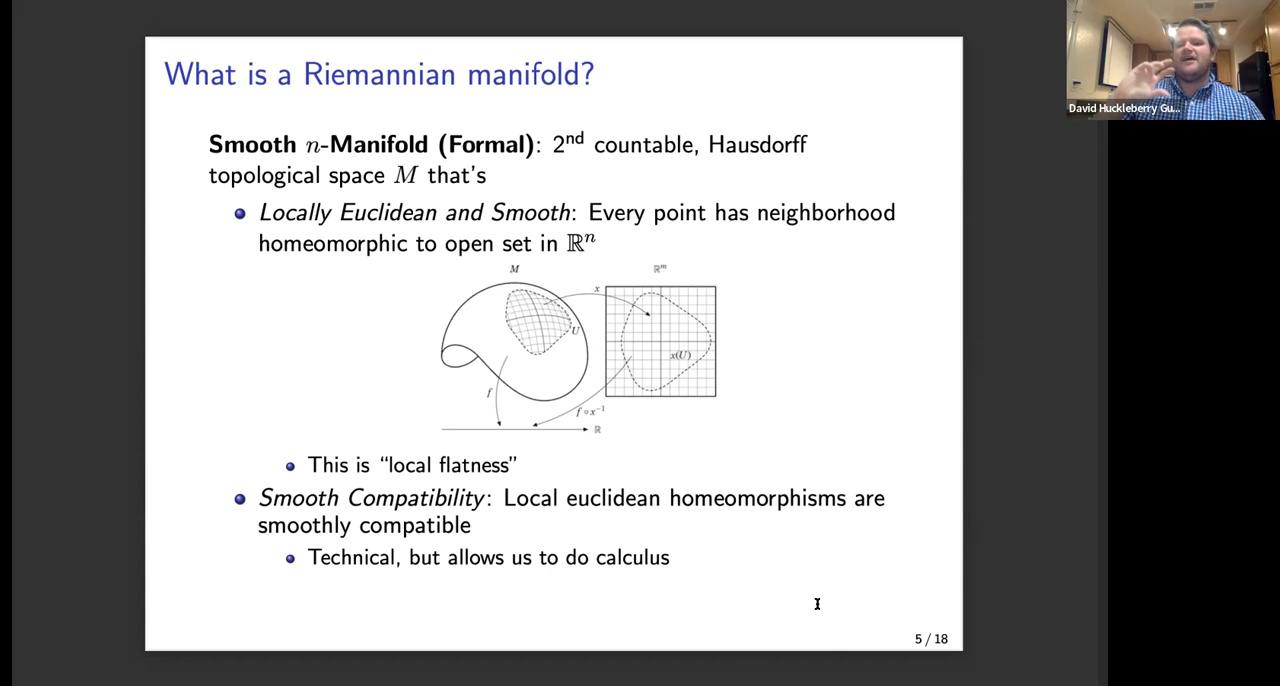 What is a Riemannian manifold?
Smooth n-Manifold (Formal): 2nd countable, Hausdorff
topological space M that's
Locally Euclidean and Smooth: Every point has neighborhood
homeomorphic to open set in ℝⁿ
M
ℝᵐ
x
U
x(U)
f
f ∘ x⁻¹
ℝ
This is “local flatness”
Smooth Compatibility: Local euclidean homeomorphisms are
smoothly compatible
Technical, but allows us to do calculus
5 / 18
David Huckleberry Gu...